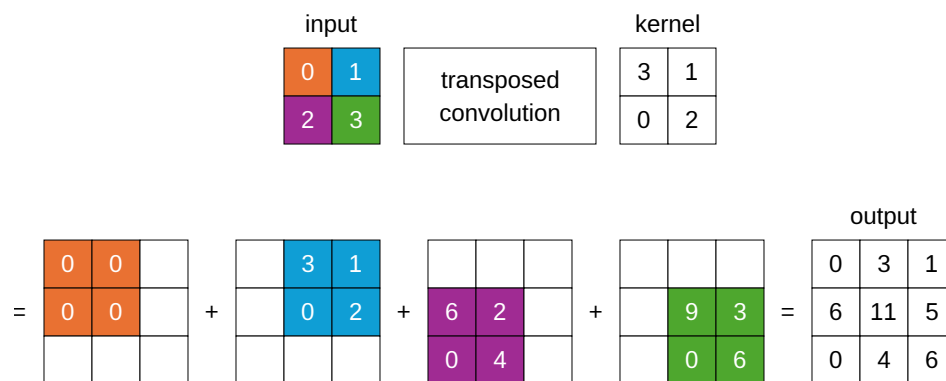 input kernel
0 1 transposed 3 1
2 3 convolution 0 2
output
0 0 3 1 0 3 1
= 0 0 + 0 2 + 6 2 + 9 3 = 6 11 5
0 4 0 6 0 4 6